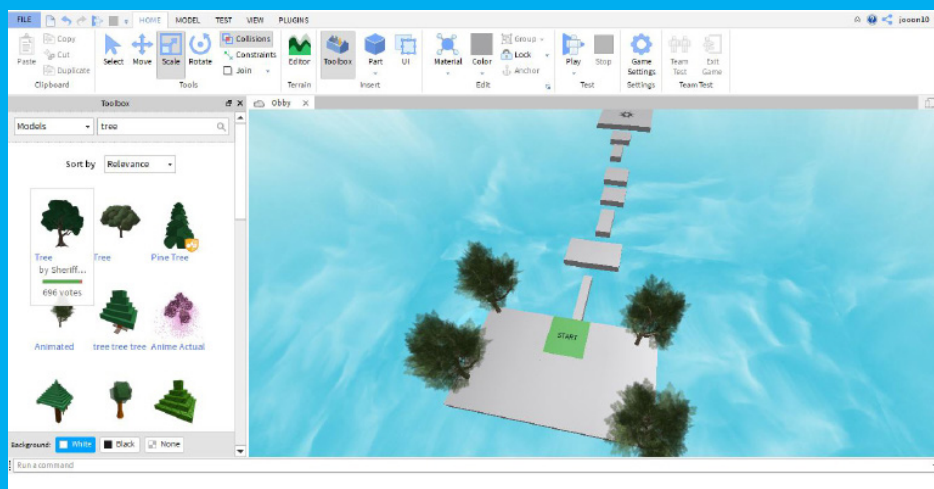 FILE HOME MODEL TEST VIEW PLUGINS jooon10
Paste Copy Cut Duplicate Clipboard
Select Move Scale Rotate Collisions Constraints Join Tools
Editor Terrain
Toolbox Part UI Insert
Material Color Group Lock Anchor Edit
Play Stop Test
Game Settings Settings
Team Test Exit Game Team Test
Toolbox Obby
Models tree
Sort by Relevance
Tree Tree Pine Tree
by Sheriff...
696 votes
Animated tree tree tree Anime Actual
START
Background: White Black None
Run a command